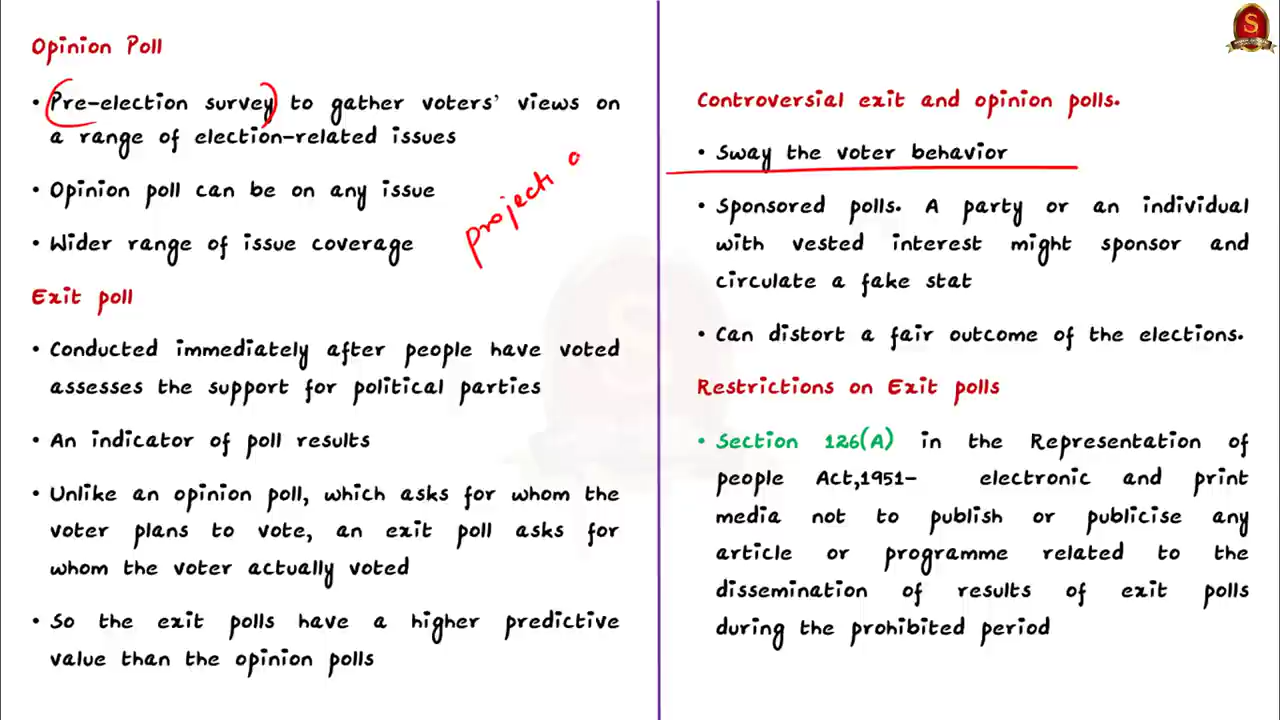 Opinion Poll
• Pre-election survey to gather voters' views on
a range of election-related issues
• Opinion poll can be on any issue
• Wider range of issue coverage
projecti o
Exit poll
• Conducted immediately after people have voted
assesses the support for political parties
• An indicator of poll results
• Unlike an opinion poll, which asks for whom the
voter plans to vote, an exit poll asks for
whom the voter actually voted
• So the exit polls have a higher predictive
value than the opinion polls
S
Controversial exit and opinion polls.
• Sway the voter behavior
• Sponsored polls. A party or an individual
with vested interest might sponsor and
circulate a fake stat
• Can distort a fair outcome of the elections.
Restrictions on Exit polls
• Section 126(A) in the Representation of
people Act,1951- electronic and print
media not to publish or publicise any
article or programme related to the
dissemination of results of exit polls
during the prohibited period